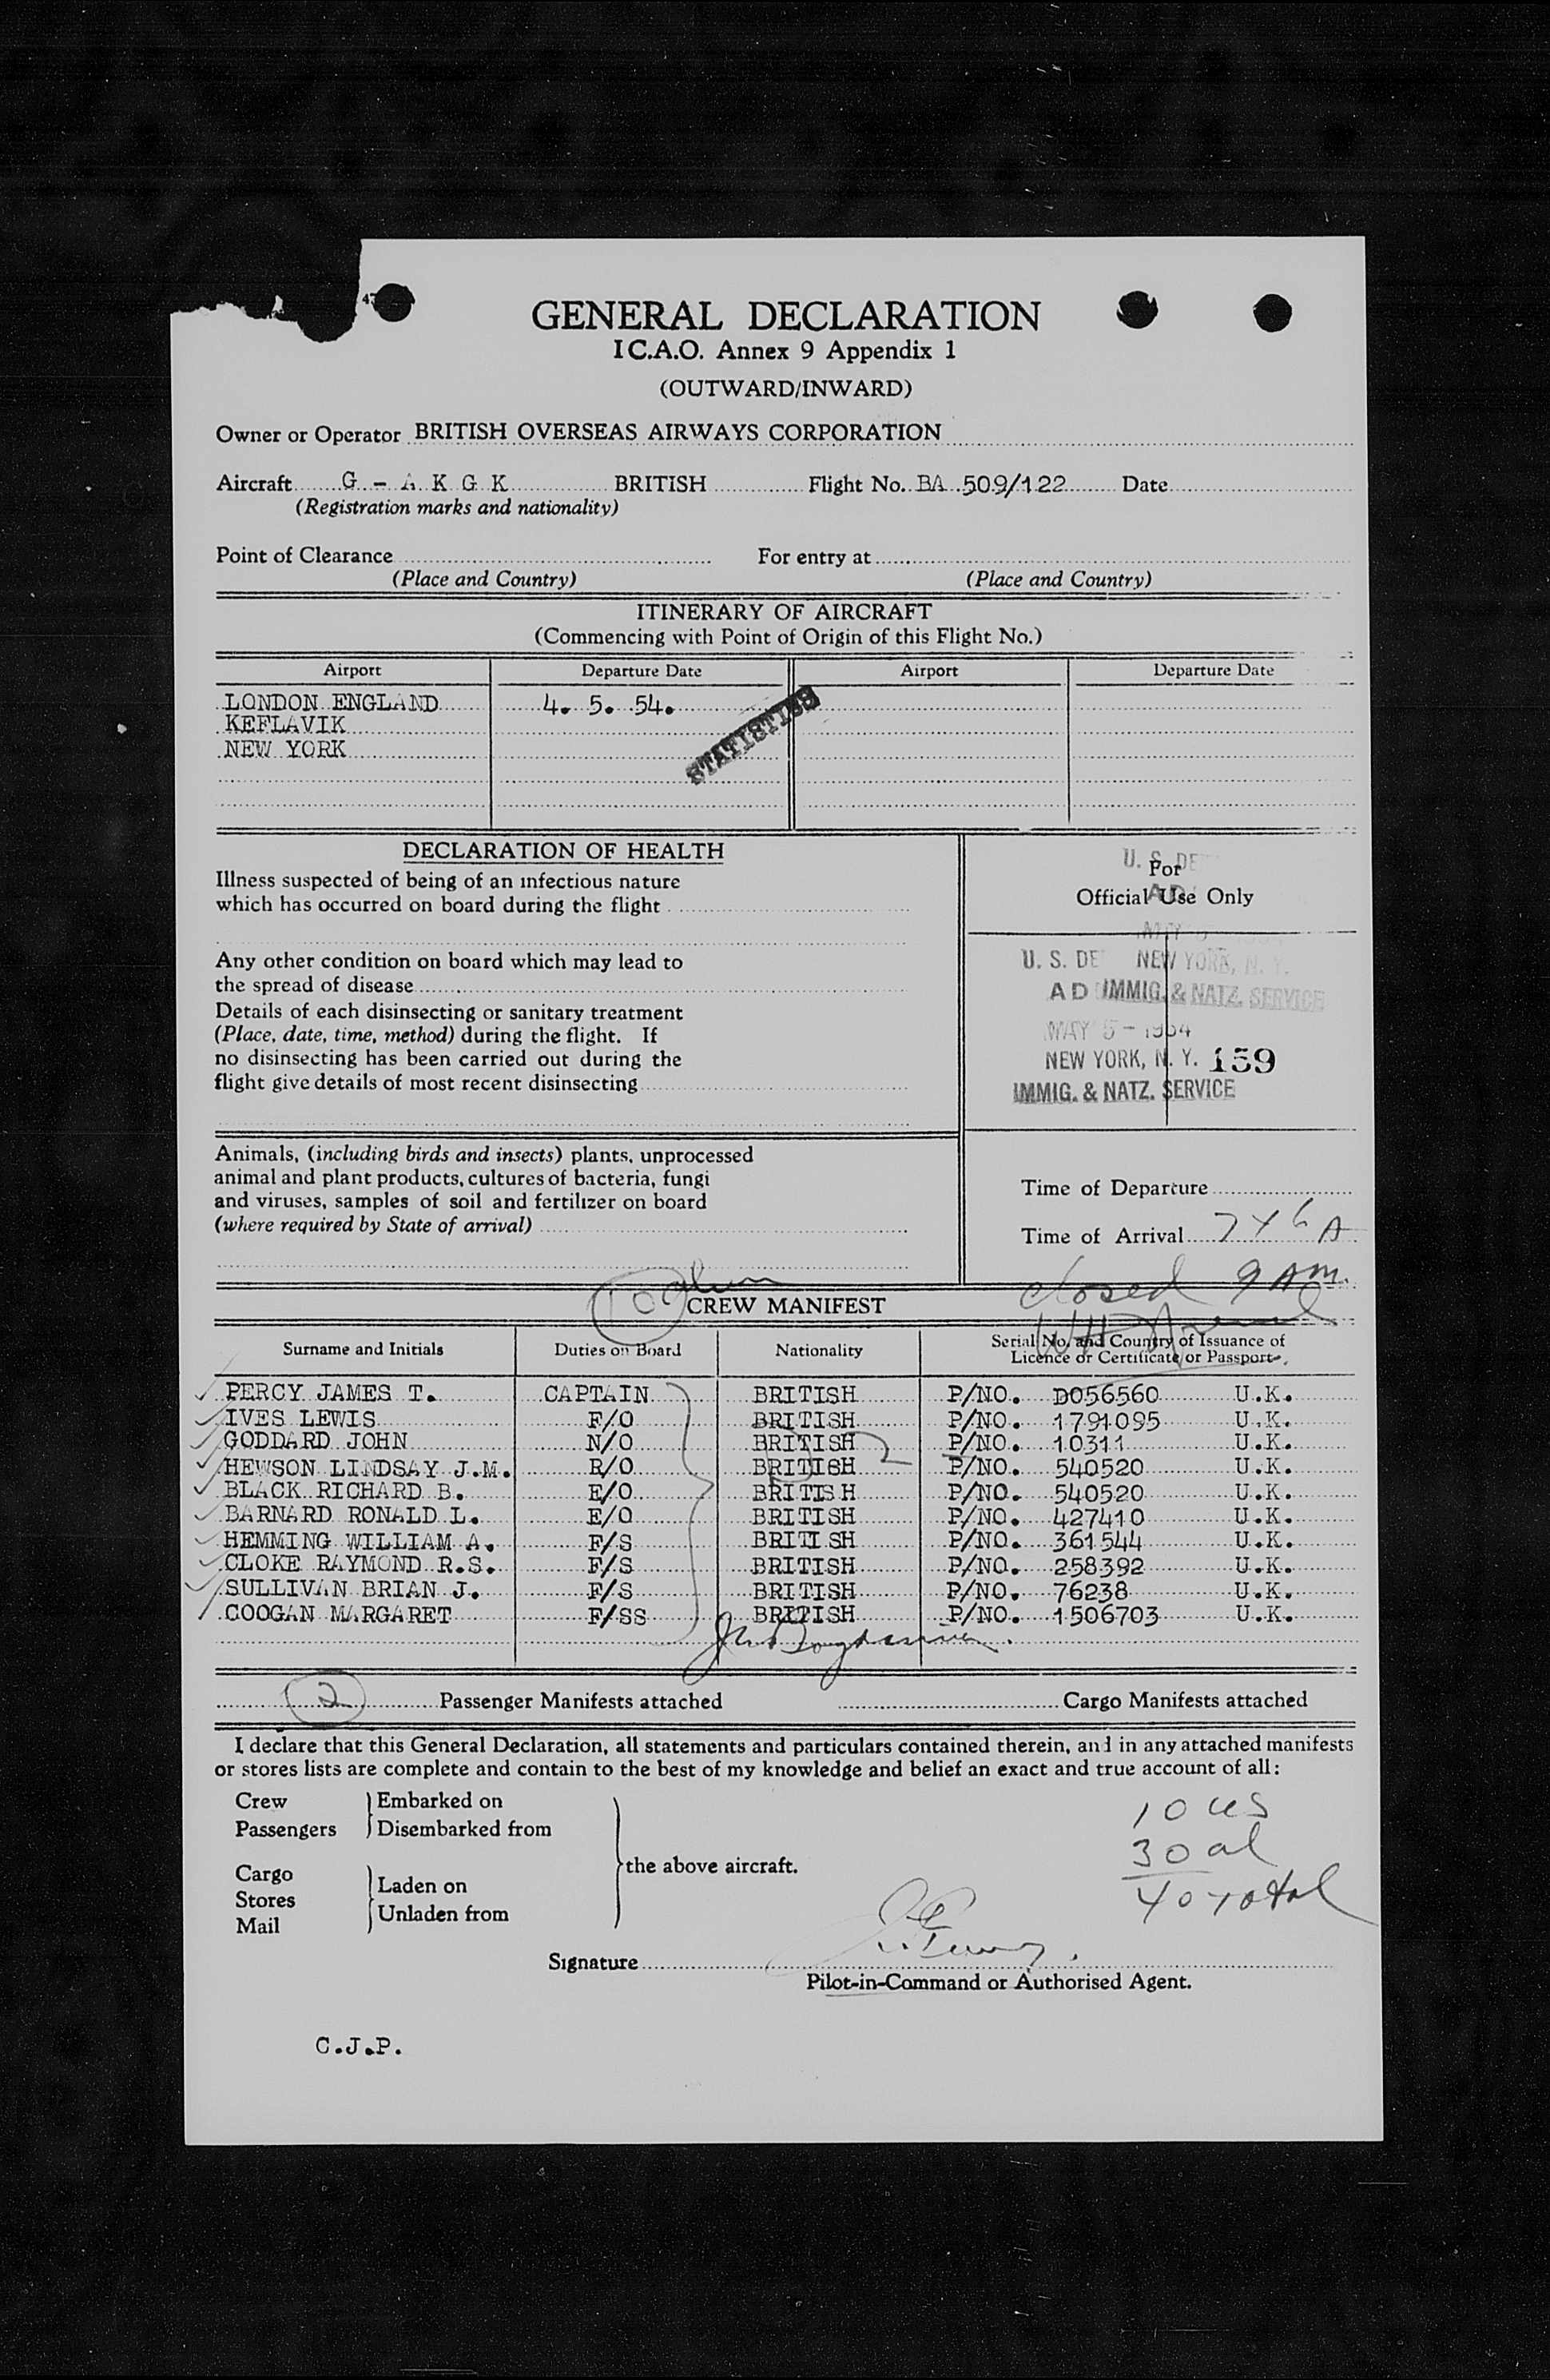 GENERAL DECLARATION
I C.A.O. Annex 9 Appendix 1
(OUTWARD/INWARD)
Owner or Operator BRITISH OVERSEAS AIRWAYS CORPORATION
Aircraft G - A K G K BRITISH Flight No. BA 509/122 Date
(Registration marks and nationality)
Point of Clearance For entry at
(Place and Country) (Place and Country)
ITINERARY OF AIRCRAFT
(Commencing with Point of Origin of this Flight No.)
Airport Departure Date Airport Departure Date
LONDON ENGLAND 4. 5. 54.
KEFLAVIK
NEW YORK
STATISTICS
DECLARATION OF HEALTH
Illness suspected of being of an infectious nature
which has occurred on board during the flight
Any other condition on board which may lead to
the spread of disease
Details of each disinsecting or sanitary treatment
(Place, date, time, method) during the flight. If
no disinsecting has been carried out during the
flight give details of most recent disinsecting
Animals, (including birds and insects) plants, unprocessed
animal and plant products, cultures of bacteria, fungi
and viruses, samples of soil and fertilizer on board
(where required by State of arrival)
U. S. DE
For
AD
Official Use Only
MAY
U. S. DE NEW YORK, N. Y.
AD IMMIG. & NATZ. SERVICE
MAY 5 - 1954
NEW YORK, N. Y. 159
IMMIG. & NATZ. SERVICE
Time of Departure
Time of Arrival 746 A
closed 9 AM.
10 alien
CREW MANIFEST
Surname and Initials Duties on Board Nationality Serial No. and Country of Issuance of
Licence or Certificate or Passport
PERCY JAMES T. CAPTAIN BRITISH P/NO. D056560 U.K.
IVES LEWIS F/O BRITISH P/NO. 1791095 U.K.
GODDARD JOHN N/O BRITISH P/NO. 10311 U.K.
HEWSON LINDSAY J.M. R/O BRITISH P/NO. 540520 U.K.
BLACK RICHARD B. E/O BRITISH P/NO. 540520 U.K.
BARNARD RONALD L. E/O BRITISH P/NO. 427410 U.K.
HEMMING WILLIAM A. F/S BRITISH P/NO. 361544 U.K.
CLOKE RAYMOND R.S. F/S BRITISH P/NO. 258392 U.K.
SULLIVAN BRIAN J. F/S BRITISH P/NO. 76238 U.K.
COOGAN MARGARET F/SS BRITISH P/NO. 1506703 U.K.
D 2
2 Passenger Manifests attached Cargo Manifests attached
I declare that this General Declaration, all statements and particulars contained therein, and in any attached manifests
or stores lists are complete and contain to the best of my knowledge and belief an exact and true account of all:
Crew Embarked on
Passengers Disembarked from
the above aircraft.
Cargo
Stores Laden on
Mail Unladen from
10 us
30 al
40 total
Signature
Pilot-in-Command or Authorised Agent.
C.J.P.